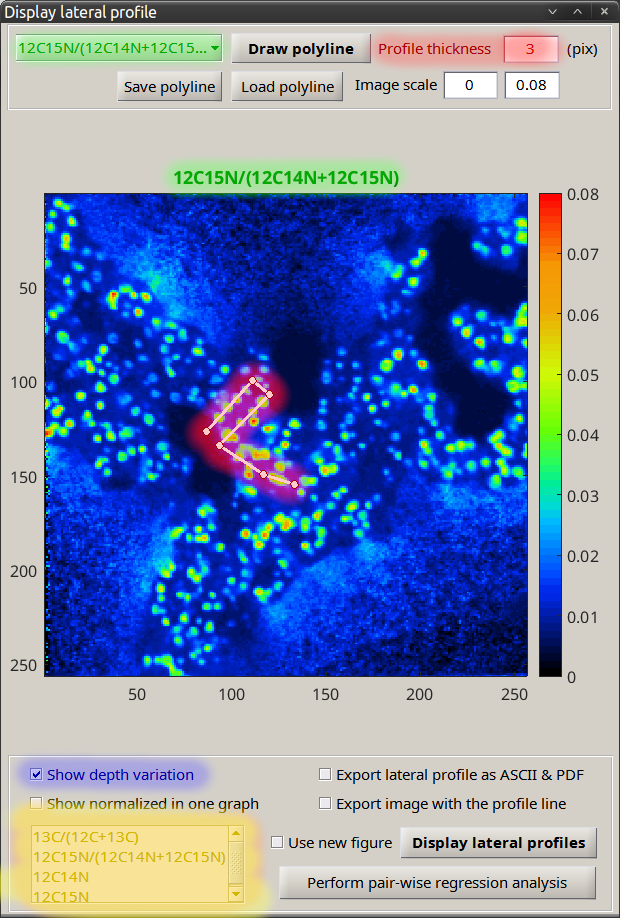 Display lateral profile
12C15N/(12C14N+12C15... Draw polyline Profile thickness 3 (pix)
Save polyline Load polyline Image scale 0 0.08
12C15N/(12C14N+12C15N)
50
100
150
200
250
50 100 150 200 250
0.08
0.07
0.06
0.05
0.04
0.03
0.02
0.01
0
Show depth variation Export lateral profile as ASCII & PDF
Show normalized in one graph Export image with the profile line
13C/(12C+13C)
12C15N/(12C14N+12C15N)
12C14N
12C15N
Use new figure Display lateral profiles
Perform pair-wise regression analysis